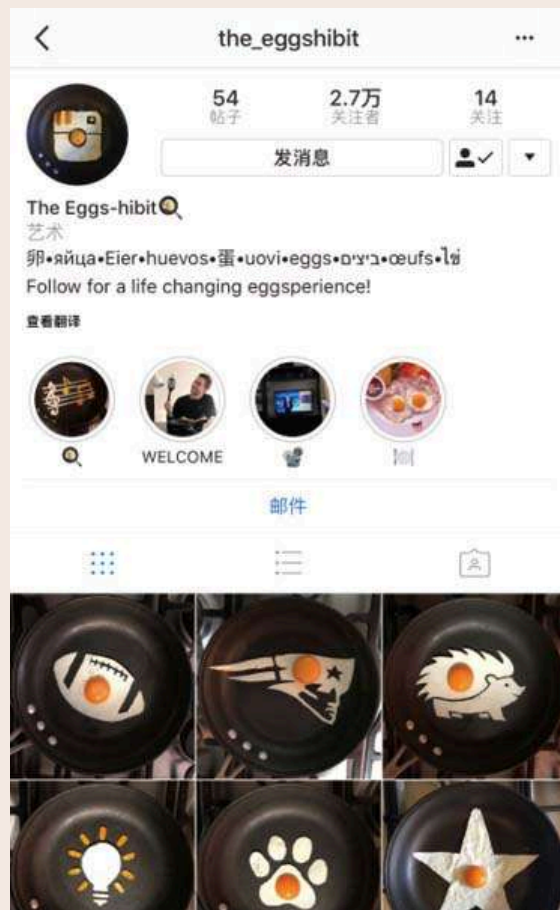 the_eggshibit
54 2.7万 14
帖子 关注者 关注
发消息
The Eggs-hibit
艺术
卵•яйца•Eier•huevos•蛋•uovi•eggs•ביצים•œufs•ไข่
Follow for a life changing eggsperience!
查看翻译
WELCOME
邮件